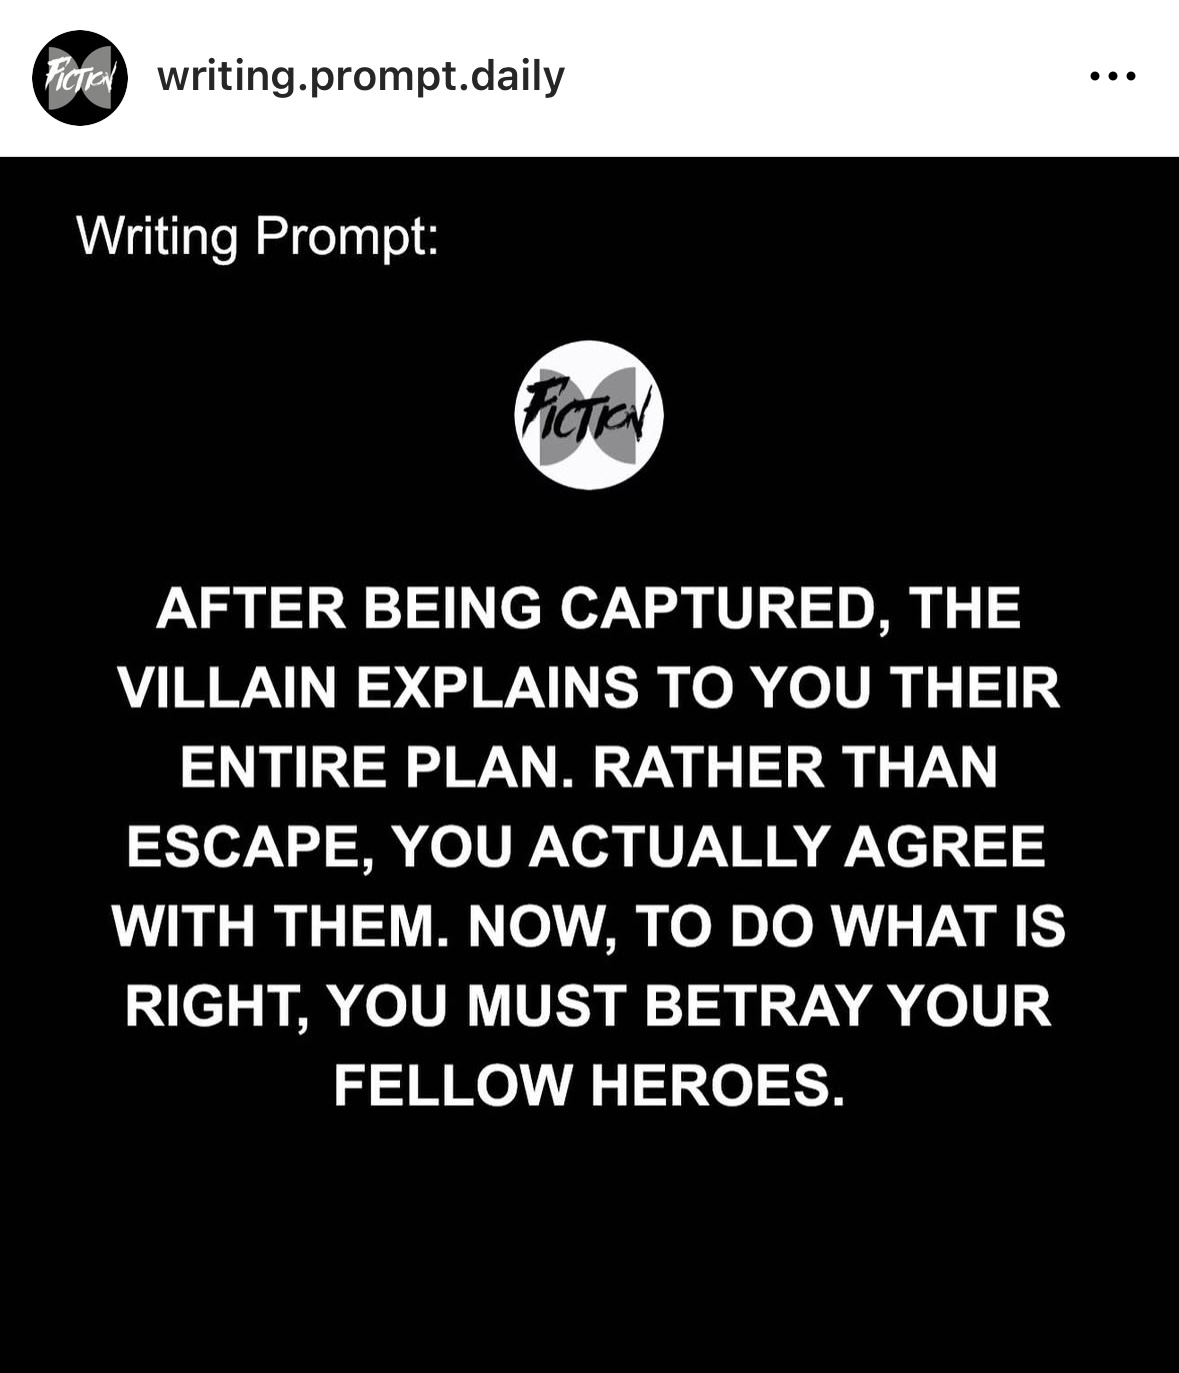 FICTION
writing.prompt.daily
Writing Prompt:
FICTION
AFTER BEING CAPTURED, THE
VILLAIN EXPLAINS TO YOU THEIR
ENTIRE PLAN. RATHER THAN
ESCAPE, YOU ACTUALLY AGREE
WITH THEM. NOW, TO DO WHAT IS
RIGHT, YOU MUST BETRAY YOUR
FELLOW HEROES.